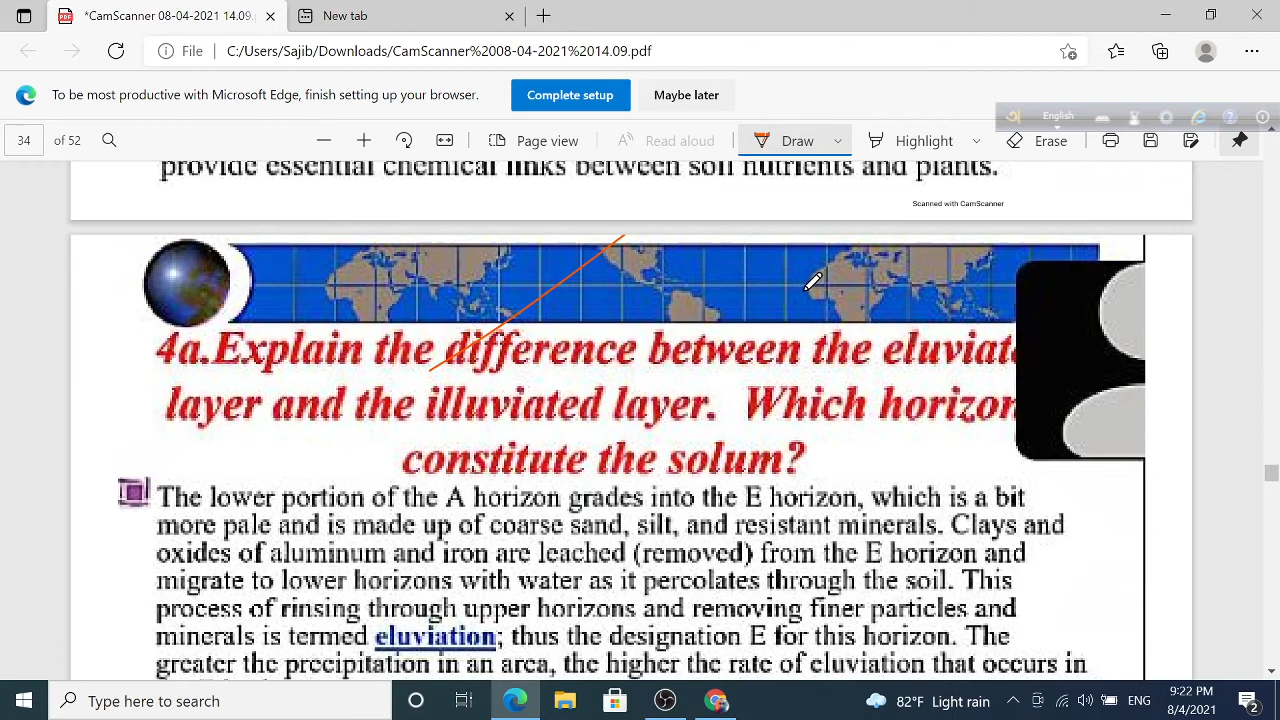 *CamScanner 08-04-2021 14.09.
New tab
File C:/Users/Sajib/Downloads/CamScanner%2008-04-2021%2014.09.pdf
To be most productive with Microsoft Edge, finish setting up your browser. Complete setup Maybe later
English
34 of 52 Page view Read aloud Draw Highlight Erase
provide essential chemical links between soil nutrients and plants.
Scanned with CamScanner
4a.Explain the difference between the eluviat
layer and the illuviated layer. Which horizon
constitute the solum?
The lower portion of the A horizon grades into the E horizon, which is a bit
more pale and is made up of coarse sand, silt, and resistant minerals. Clays and
oxides of aluminum and iron are leached (removed) from the E horizon and
migrate to lower horizons with water as it percolates through the soil. This
process of rinsing through upper horizons and removing finer particles and
minerals is termed eluviation; thus the designation E for this horizon. The
greater the precipitation in an area, the higher the rate of eluviation that occurs in
Type here to search
82°F Light rain
ENG
9:22 PM
8/4/2021
2